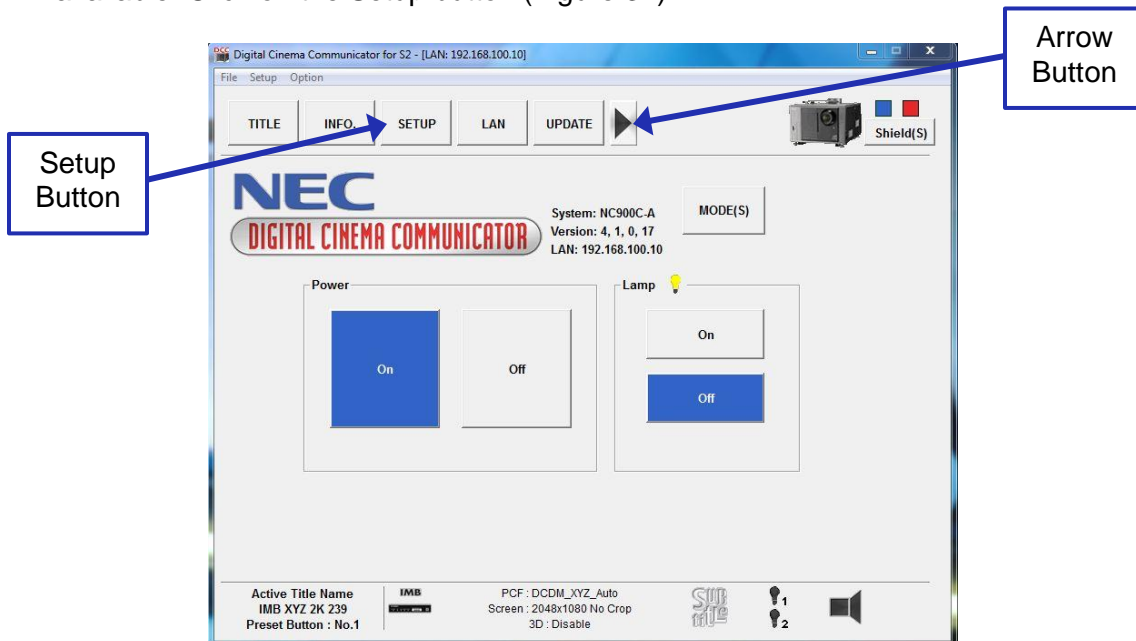 Arrow
Button
Digital Cinema Communicator for S2 - [LAN: 192.168.100.10]
File Setup Option
TITLE INFO. SETUP LAN UPDATE
Shield(S)
Setup
Button
NEC
DIGITAL CINEMA COMMUNICATOR
System: NC900C-A
Version: 4, 1, 0, 17
LAN: 192.168.100.10
MODE(S)
Power
On
Off
Lamp
On
Off
Active Title Name
IMB XYZ 2K 239
Preset Button : No.1
IMB
PCF : DCDM_XYZ_Auto
Screen : 2048x1080 No Crop
3D : Disable
SUB
title
1
2